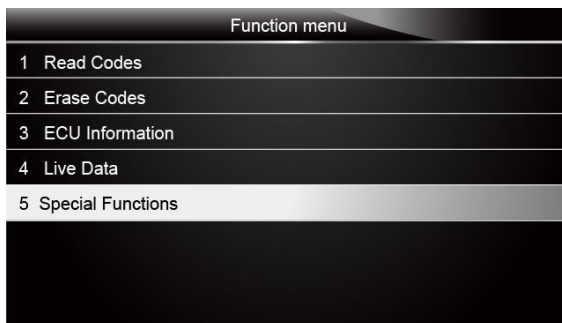 Function menu
1 Read Codes
2 Erase Codes
3 ECU Information
4 Live Data
5 Special Functions